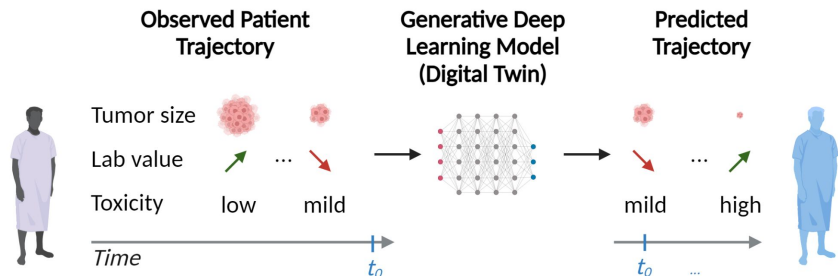 Observed Patient
Trajectory
Generative Deep
Learning Model
(Digital Twin)
Predicted
Trajectory
Tumor size
Lab value
...
...
Toxicity
low
mild
mild
high
Time
t₀
t₀
...